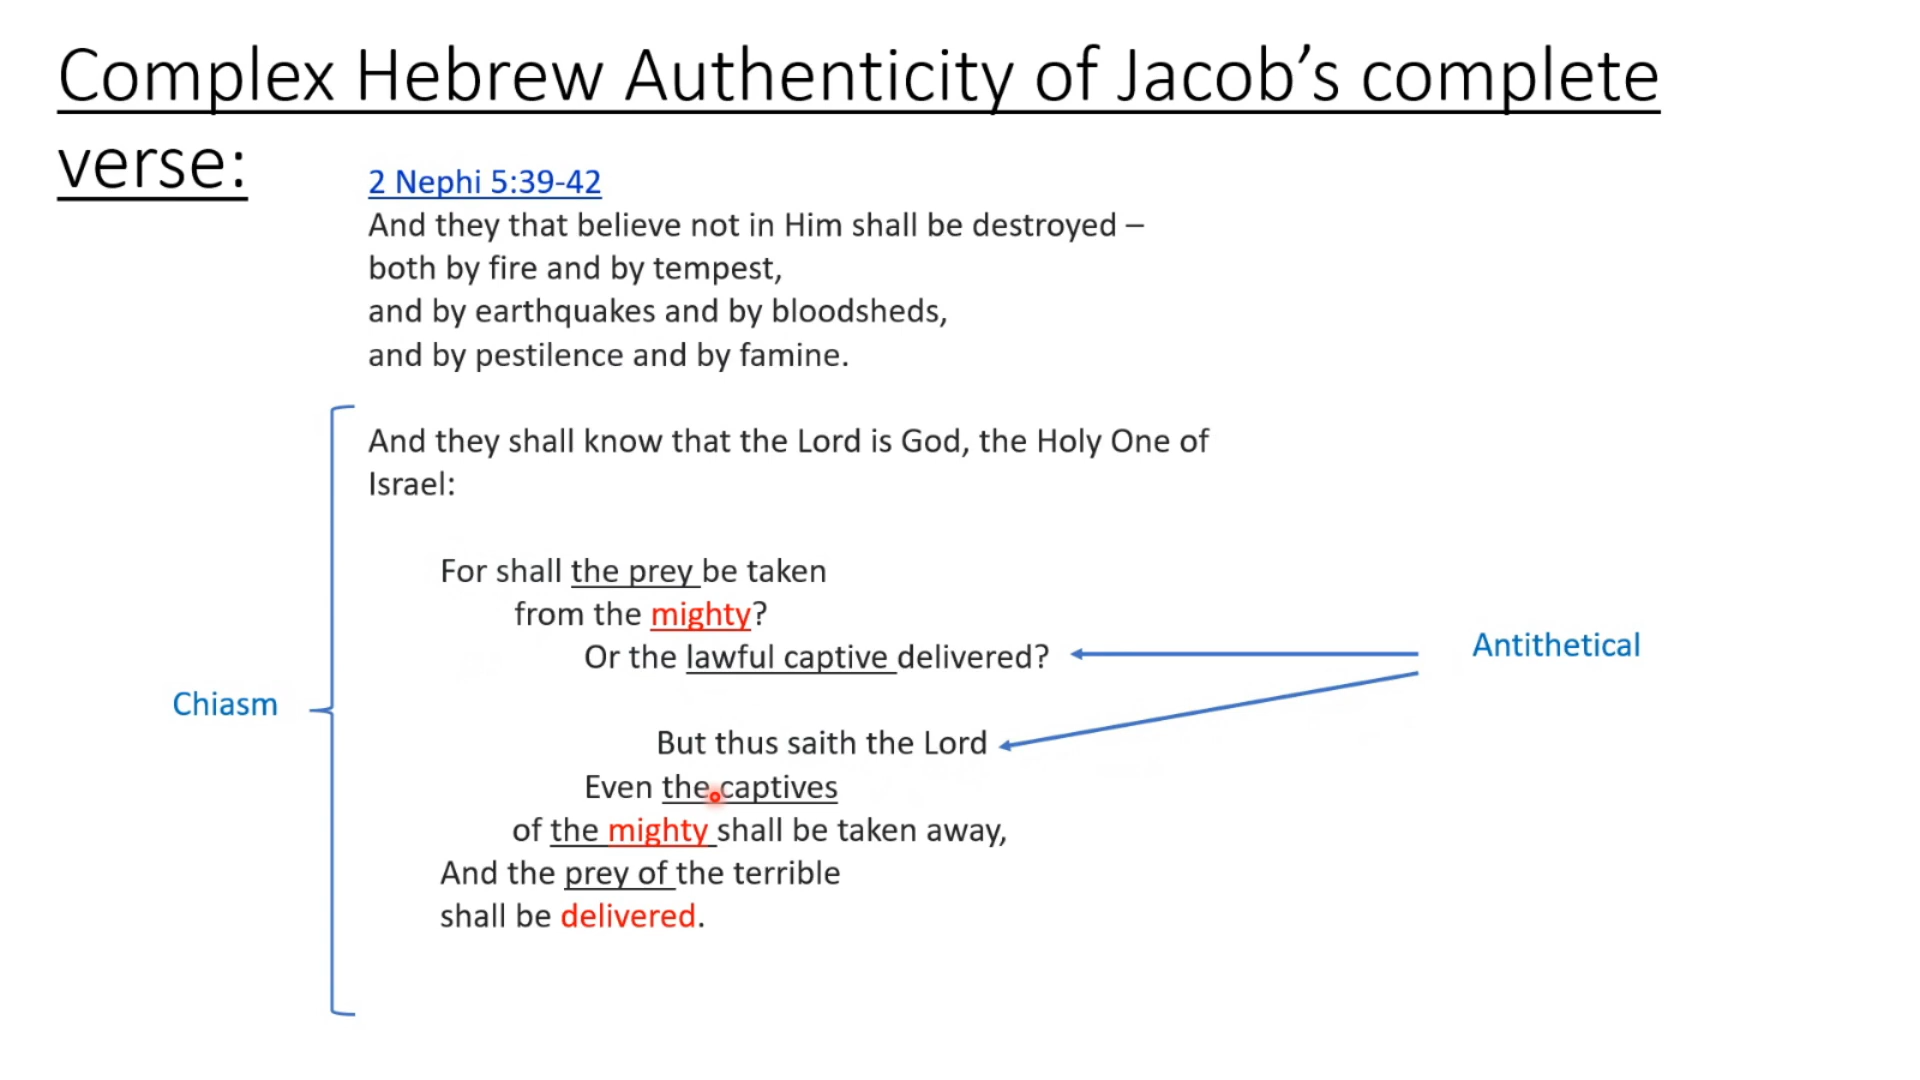 Complex Hebrew Authenticity of Jacob’s complete
verse:
2 Nephi 5:39-42
And they that believe not in Him shall be destroyed –
both by fire and by tempest,
and by earthquakes and by bloodsheds,
and by pestilence and by famine.
And they shall know that the Lord is God, the Holy One of
Israel:
For shall the prey be taken
from the mighty?
Or the lawful captive delivered?
Antithetical
Chiasm
But thus saith the Lord
Even the captives
of the mighty shall be taken away,
And the prey of the terrible
shall be delivered.